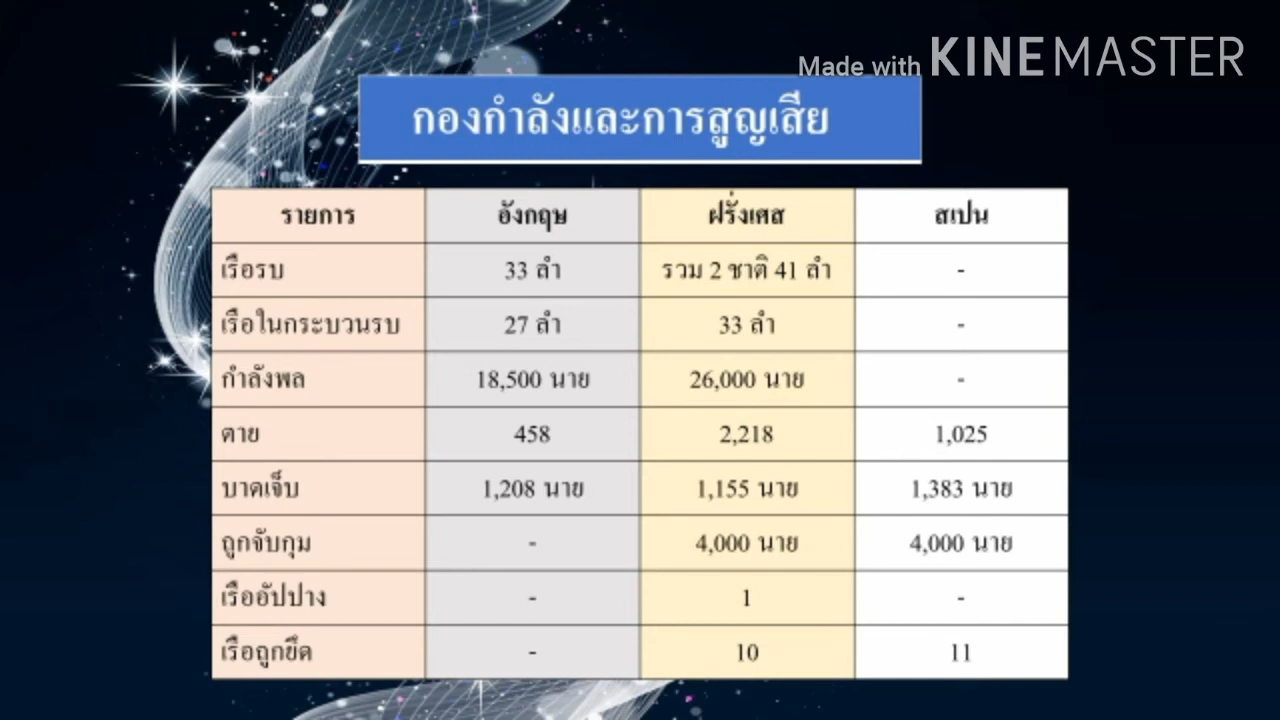 Made with KINEMASTER
กองกำลังและการสูญเสีย
รายการ อังกฤษ ฝรั่งเศส สเปน
เรือรบ 33 ลำ รวม 2 ชาติ 41 ลำ -
เรือในกระบวนรบ 27 ลำ 33 ลำ -
กำลังพล 18,500 นาย 26,000 นาย -
ตาย 458 2,218 1,025
บาดเจ็บ 1,208 นาย 1,155 นาย 1,383 นาย
ถูกจับกุม - 4,000 นาย 4,000 นาย
เรืออัปปาง - 1 -
เรือถูกยึด - 10 11